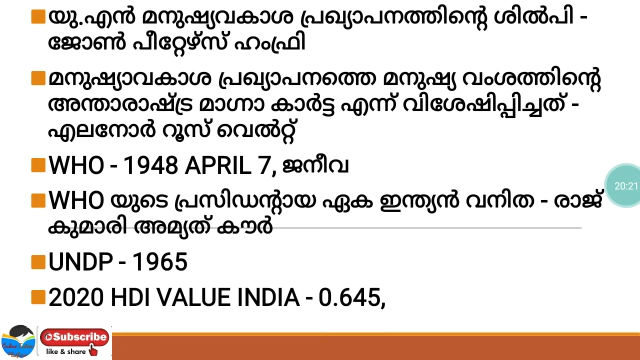 യു.എൻ മനുഷ്യവകാശ പ്രഖ്യാപനത്തിന്റെ ശിൽപി -
ജോൺ പീറ്റേഴ്സ് ഹംഫ്രി
മനുഷ്യാവകാശ പ്രഖ്യാപനത്തെ മനുഷ്യ വംശത്തിന്റെ
അന്താരാഷ്ട്ര മാഗ്നാ കാർട്ട എന്ന് വിശേഷിപ്പിച്ചത് -
എലനോർ റൂസ് വെൽറ്റ്
WHO - 1948 APRIL 7, ജനീവ
20:21
WHO യുടെ പ്രസിഡന്റായ ഏക ഇന്ത്യൻ വനിത - രാജ്
കുമാരി അമൃത് കൗർ
UNDP - 1965
2020 HDI VALUE INDIA - 0.645,
Subscribe
like & share